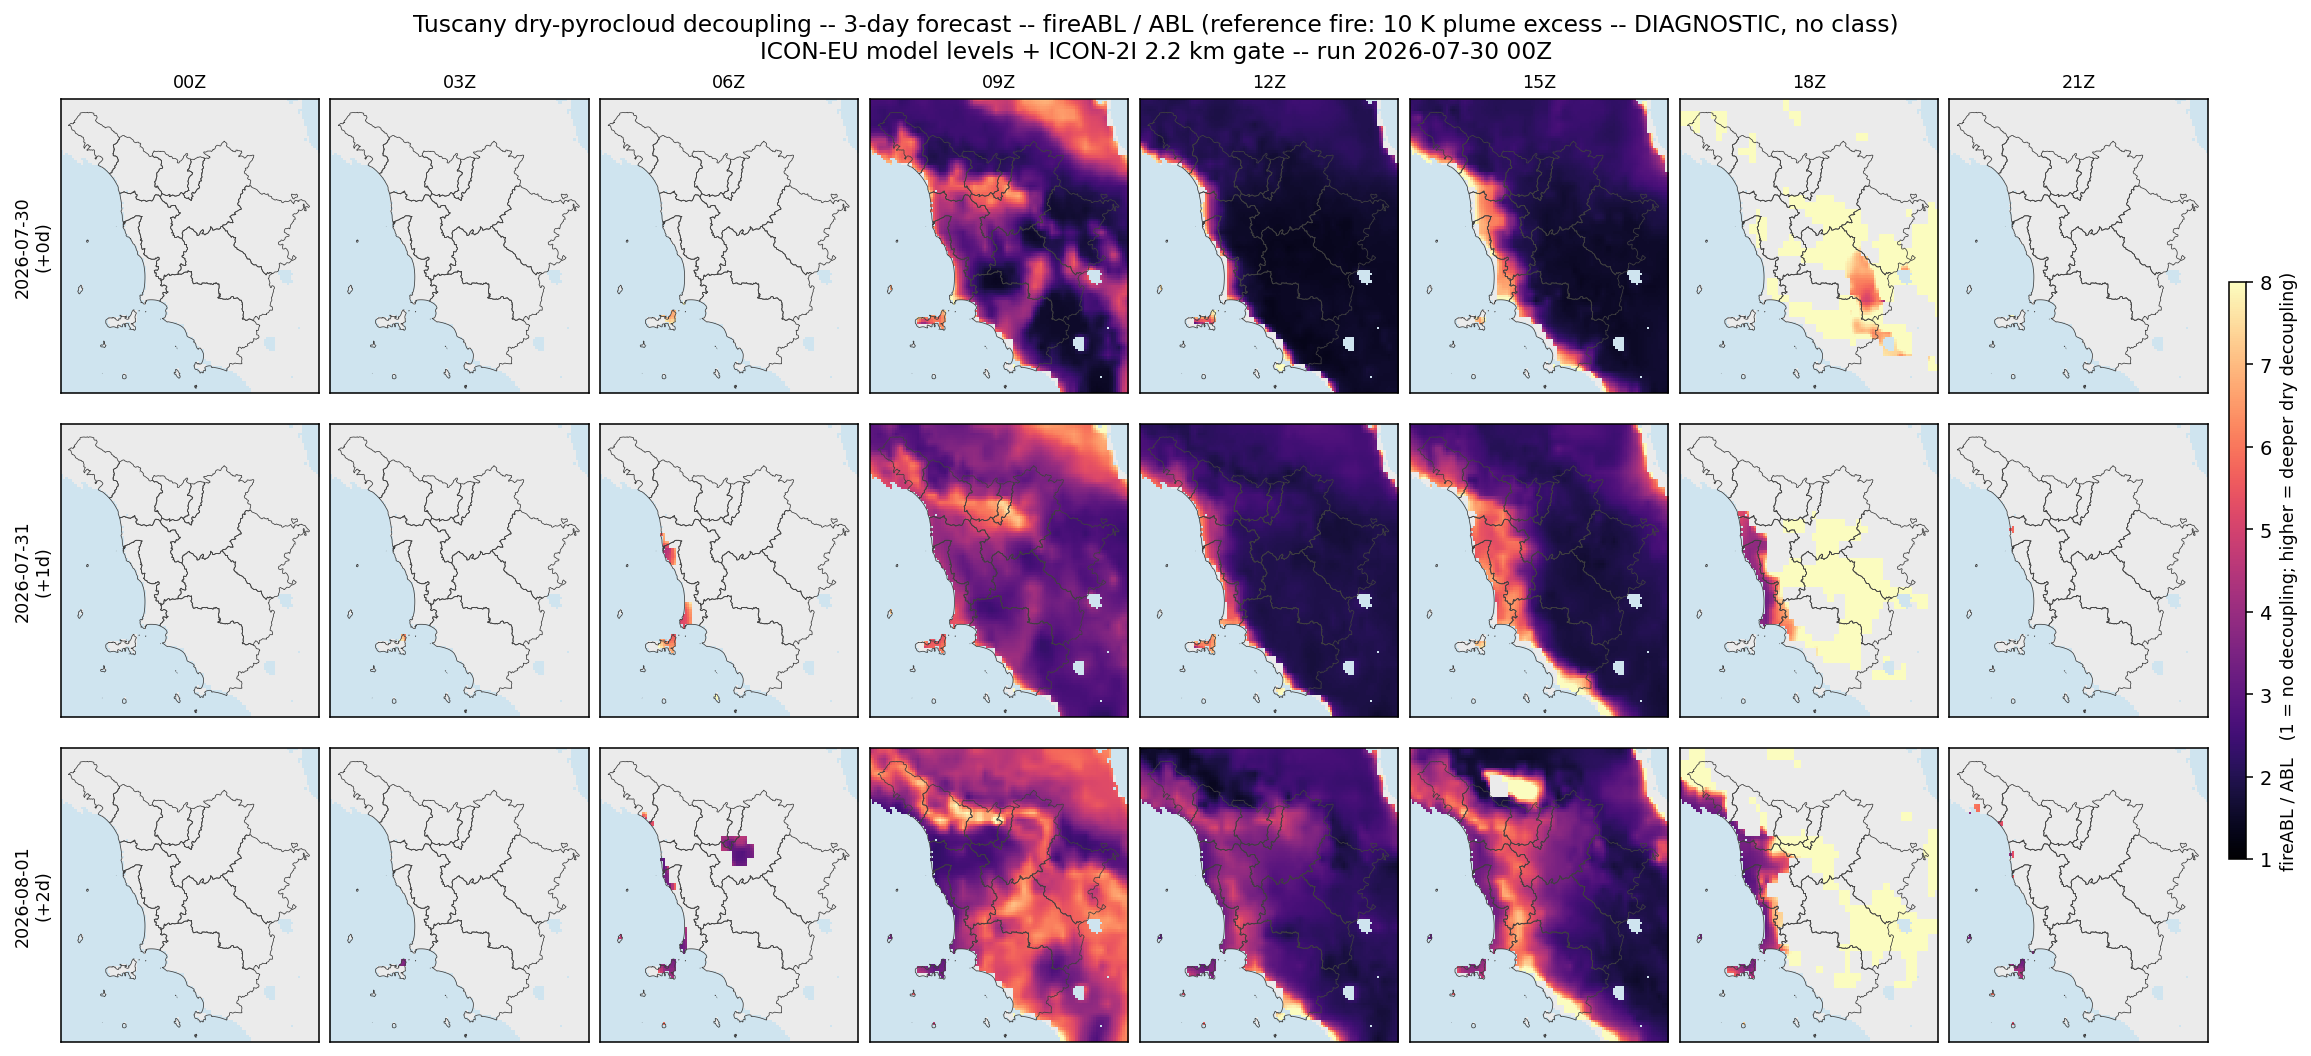 Tuscany dry-pyrocloud decoupling -- 3-day forecast -- fireABL / ABL (reference fire: 10 K plume excess -- DIAGNOSTIC, no class)
ICON-EU model levels + ICON-2I 2.2 km gate -- run 2026-07-30 00Z
00Z 03Z 06Z 09Z 12Z 15Z 18Z 21Z
2026-07-30
(+0d)
2026-07-31
(+1d)
2026-08-01
(+2d)
8
7
6
5
4
3
2
1
fireABL / ABL (1 = no decoupling; higher = deeper dry decoupling)